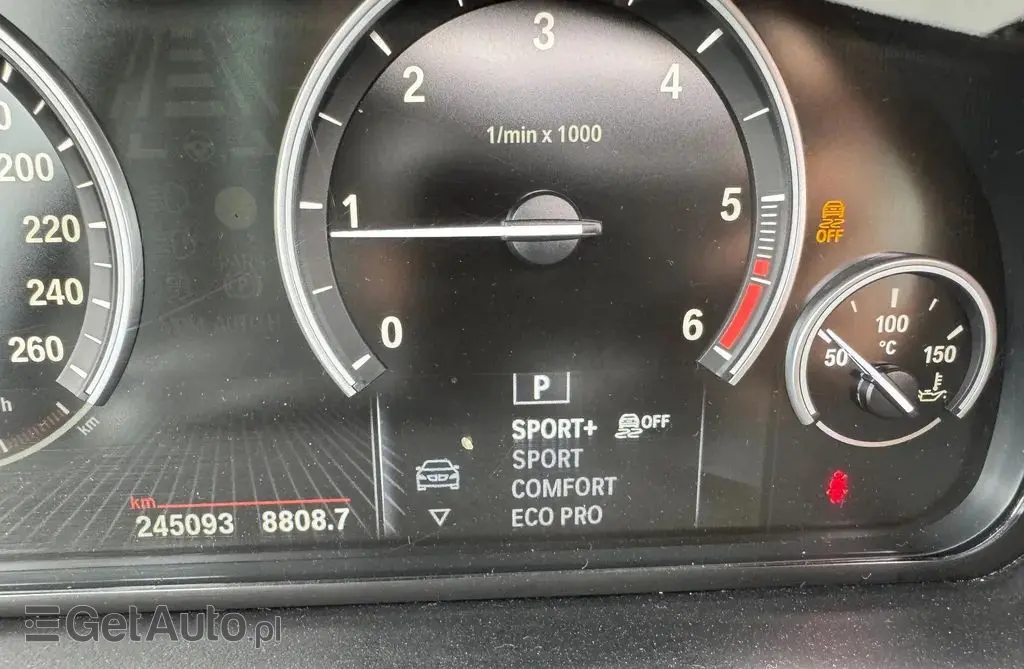 3
2
4
1/min x 1000
200
1
5
220
OFF
240
100
°C
50
150
260
0
6
P
h
km
SPORT+
OFF
SPORT
COMFORT
ECO PRO
km
245093
8808.7
GetAuto.pl